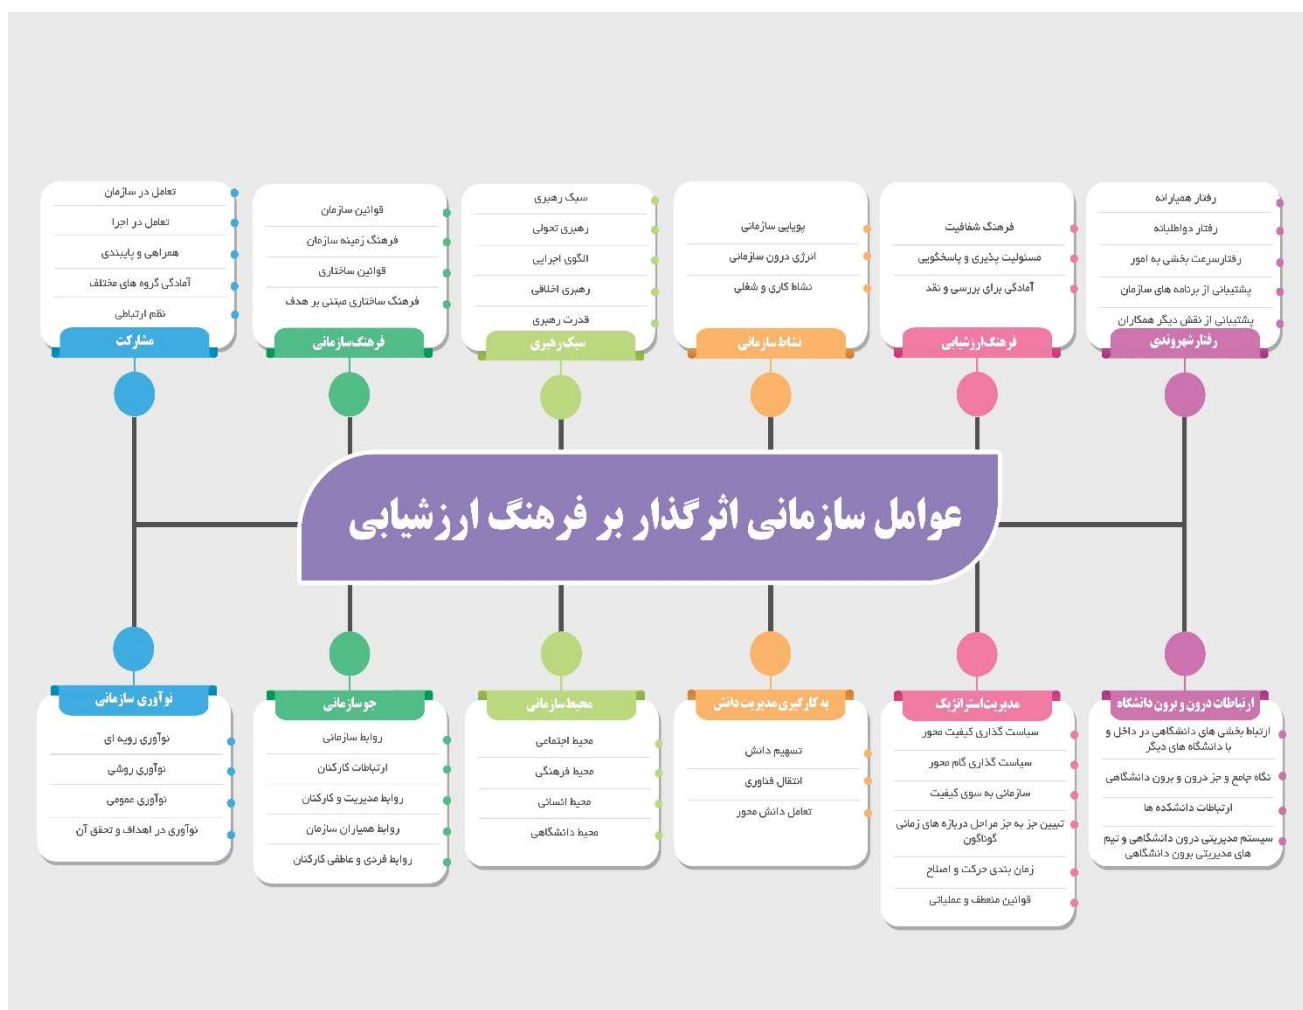 رفتار همیارانه
رفتار دواطلبانه
رفتارسرعت بخشی به امور
پشتیبانی از برنامه های سازمان
پشتیبانی از نقش دیگر همکاران
رفتار شهروندی
فرهنگ شفافیت
مسئولیت پذیری و پاسخگویی
آمادگی برای بررسی و نقد
فرهنگ ارزشیابی
پویایی سازمانی
انرژی درون سازمانی
نشاط کاری و شغلی
نشاط سازمانی
سبک رهبری
رهبری تحولی
الگوی اجرایی
رهبری اخلاقی
قدرت رهبری
سبک رهبری
قوانین سازمان
فرهنگ زمینه سازمان
قوانین ساختاری
فرهنگ ساختاری مبتنی بر هدف
فرهنگ سازمانی
تعامل در سازمان
تعامل در اجرا
همراهی و پایبندی
آمادگی گروه های مختلف
نظم ارتباطی
مشارکت
عوامل سازمانی اثرگذار بر فرهنگ ارزشیابی
ارتباطات درون و برون دانشگاه
ارتباط بخشی های دانشگاهی در داخل و
با دانشگاه های دیگر
نگاه جامع و جز درون و برون دانشگاهی
ارتباطات دانشکده ها
سیستم مدیریتی درون دانشگاهی و تیم
های مدیریتی برون دانشگاهی
مدیریت استراتژیک
سیاست گذاری کیفیت محور
سیاست گذاری گام محور
سازمانی به سوی کیفیت
تبیین جز به جز مراحل دربازه های زمانی
گوناگون
زمان بندی حرکت و اصلاح
قوانین منعطف و عملیاتی
به کارگیری مدیریت دانش
تسهیم دانش
انتقال فناوری
تعامل دانش محور
محیط سازمانی
محیط اجتماعی
محیط فرهنگی
محیط انسانی
محیط دانشگاهی
جو سازمانی
روابط سازمانی
ارتباطات کارکنان
روابط مدیریت و کارکنان
روابط همیاران سازمان
روابط فردی و عاطفی کارکنان
نوآوری سازمانی
نوآوری رویه ای
نوآوری روشی
نوآوری عمومی
نوآوری در اهداف و تحقق آن